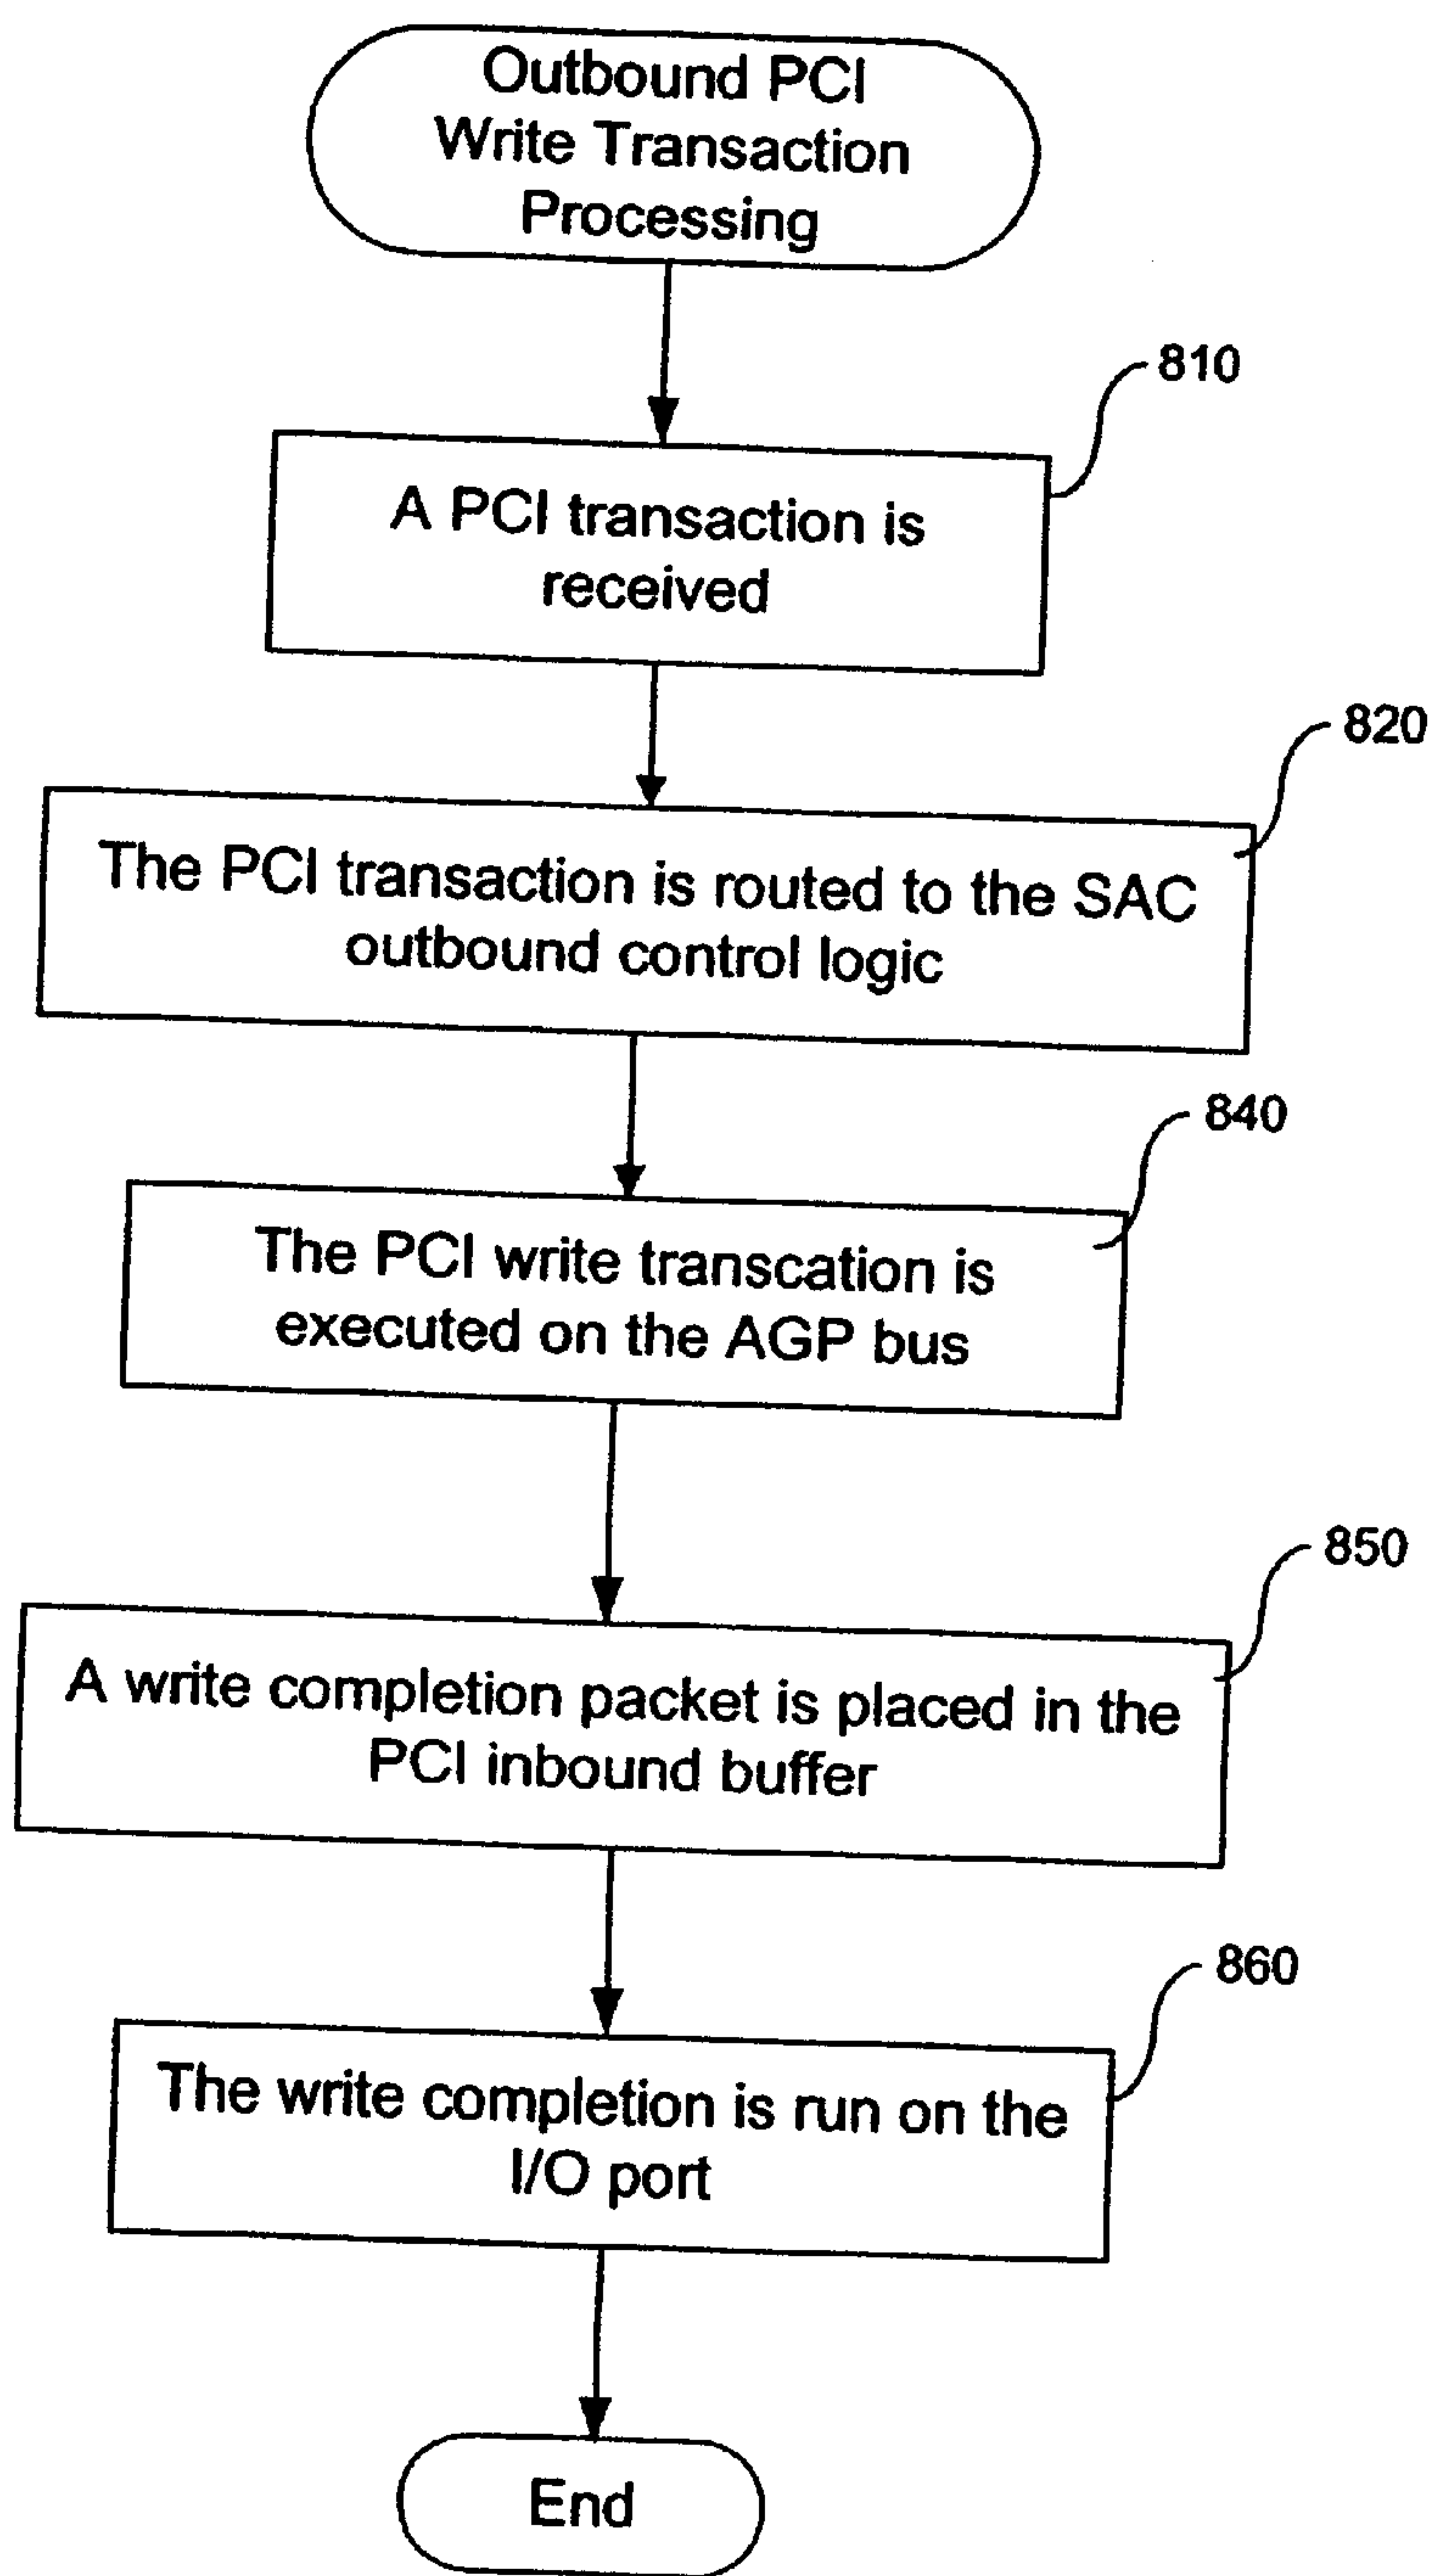 Outbound PCI
Write Transaction
Processing
810
A PCI transaction is
received
820
The PCI transaction is routed to the SAC
outbound control logic
840
The PCI write transcation is
executed on the AGP bus
850
A write completion packet is placed in the
PCI inbound buffer
860
The write completion is run on the
I/O port
End